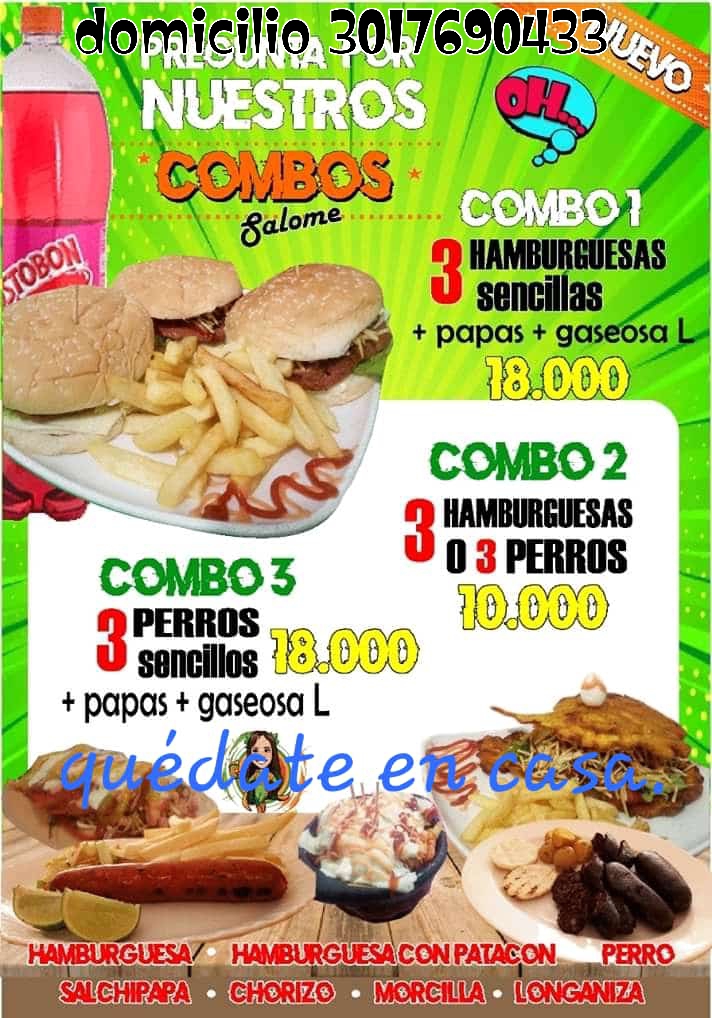 domicilio 3017690433
PREGUNTA POR
NUESTROS
COMBOS
Salome
NUEVO
OH...
TOBON
COMBO 1
3 HAMBURGUESAS
sencillas
+ papas + gaseosa L
18.000
COMBO 2
3 HAMBURGUESAS
O 3 PERROS
10.000
COMBO 3
3 PERROS
sencillos
18.000
+ papas + gaseosa L
quédate en casa.
HAMBURGUESA • HAMBURGUESA CON PATACON PERRO
SALCHIPAPA • CHORIZO • MORCILLA • LONGANIZA